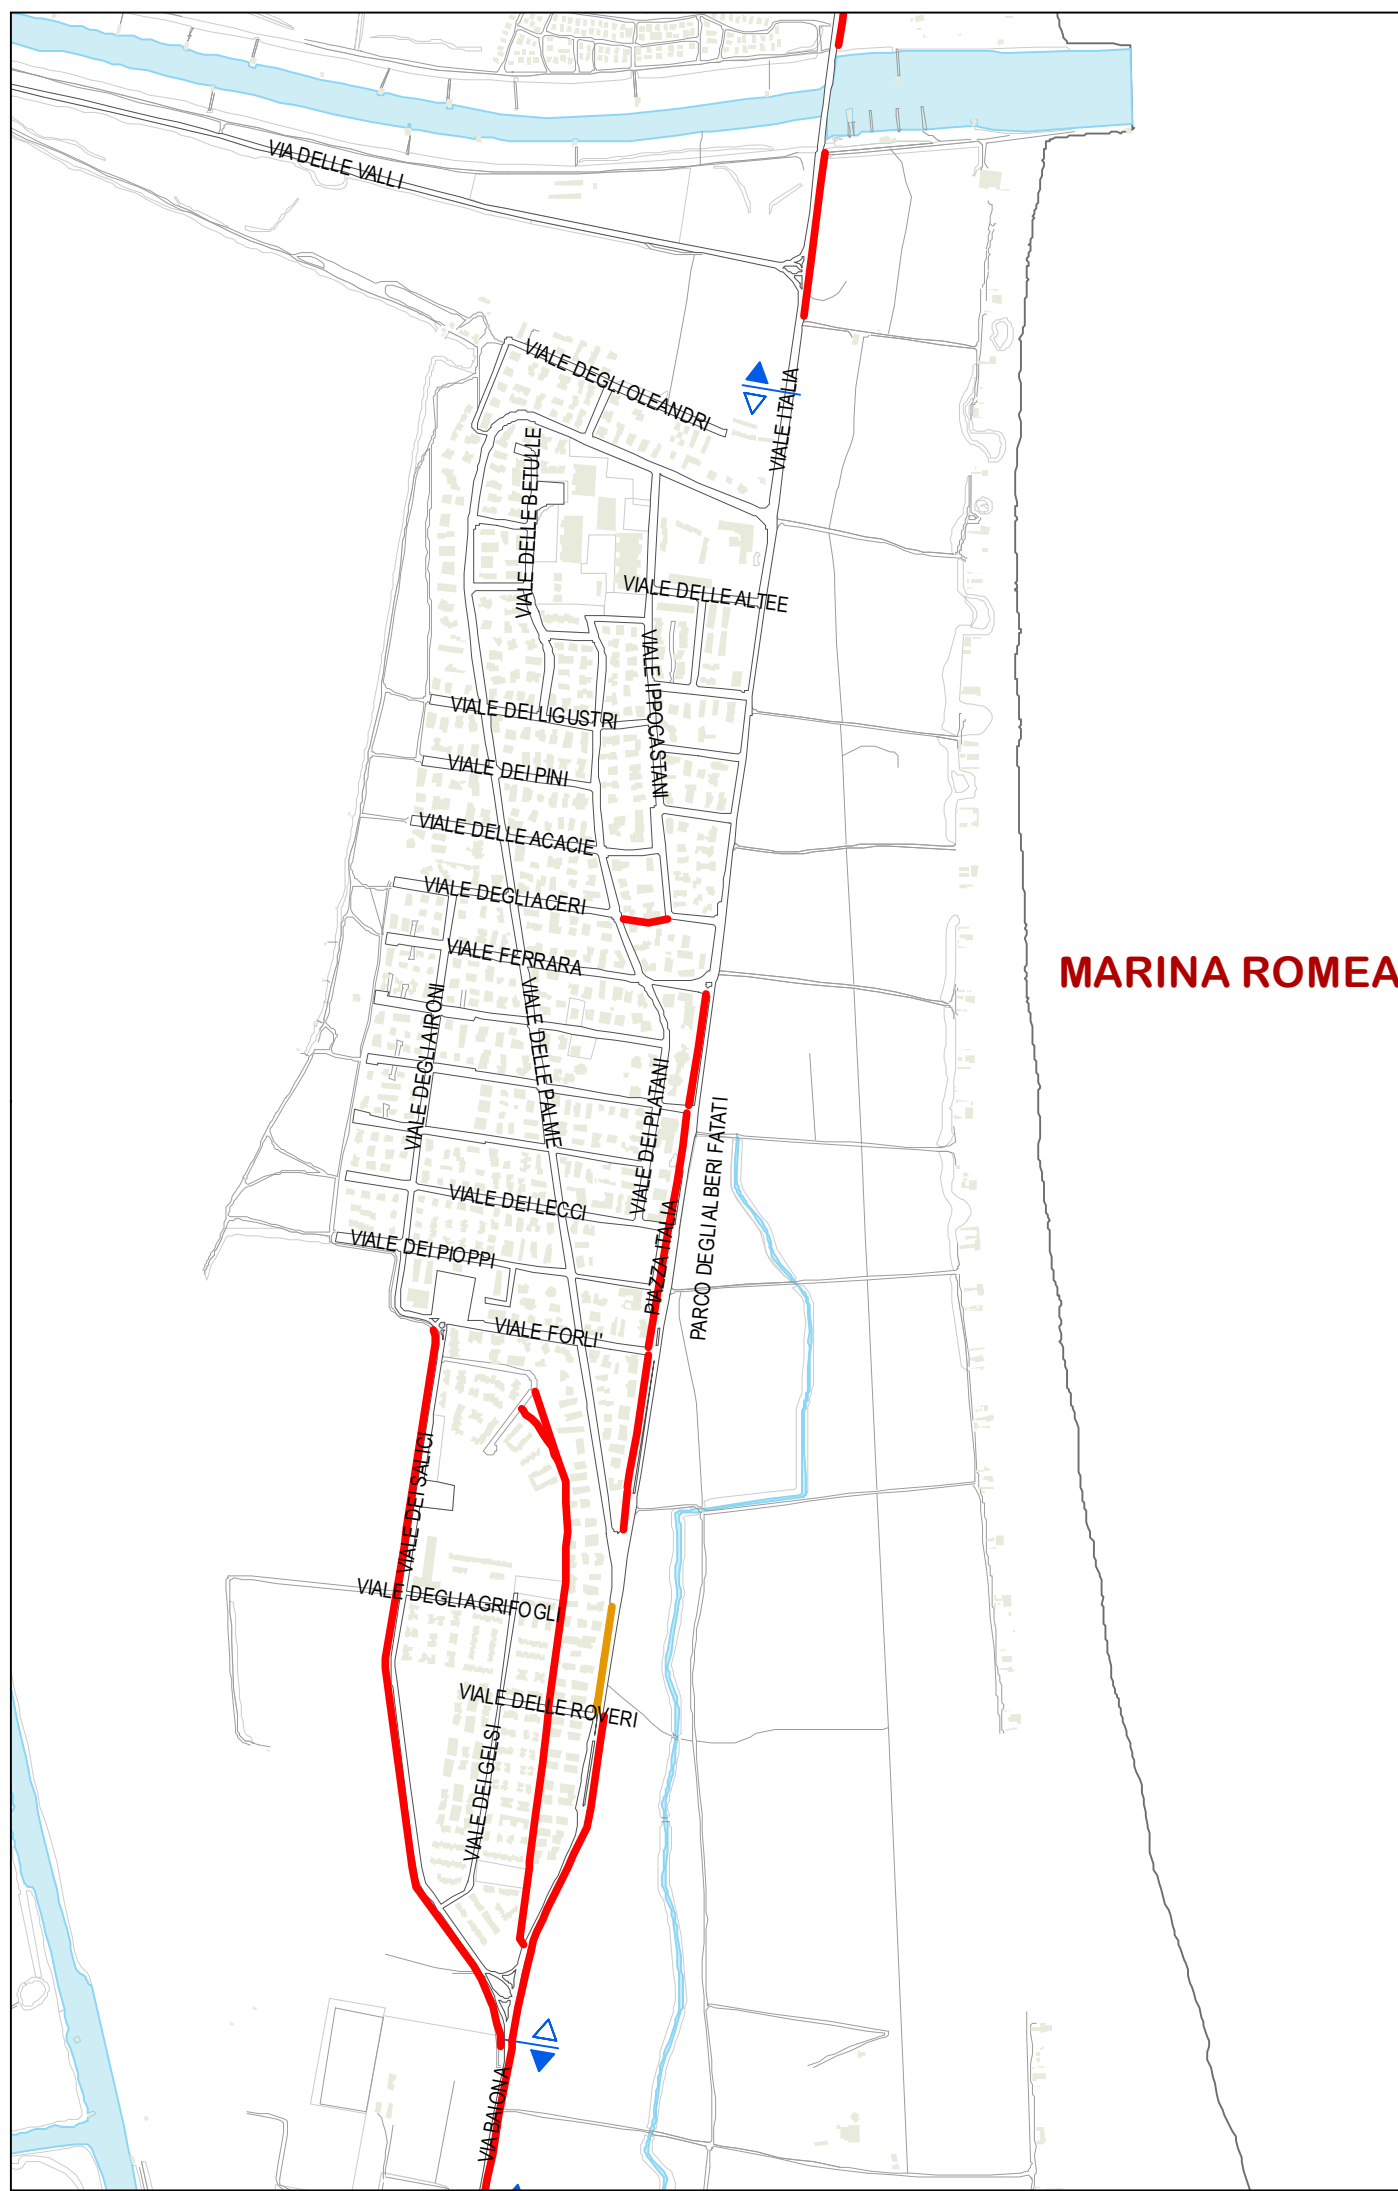 VIA DELLE VALLI
VIALE DEGLI OLEANDRI
VIALE ITALIA
VIALE DELLE BETULLE
VIALE DELLE ALTEE
VIALE IPPOCASTANI
VIALE DEI LIGUSTRI
VIALE DEI PINI
VIALE DELLE ACACIE
VIALE DEGLI ACERI
VIALE FERRARA
MARINA ROMEA
VIALE DEGLI AIRONI
VIALE DELLE PALME
VIALE DEI PLATANI
PARCO DEGLI ALBERI FATATI
VIALE DEI LECCI
PIAZZA ITALIA
VIALE DEI PIOPPI
VIALE FORLI'
VIALE DEI SALICI
VIALE DEGLI AGRIFOGLI
VIALE DELLE ROVERI
VIALE DEI GELSI
VIA BAIONA